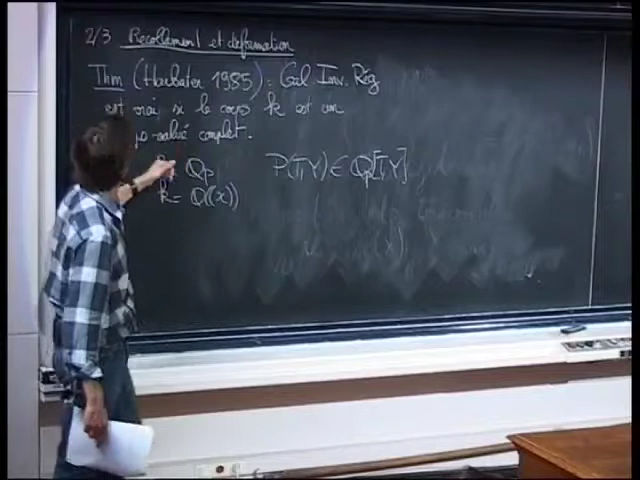 2/3 Recollement et déformation
Thm (Harbater 1985) : Gal Inv. Rég
est vrai si le corps k est un
valué complet.
Qp P(T,Y) ∈ Qp[T,Y]
k = Q((x))